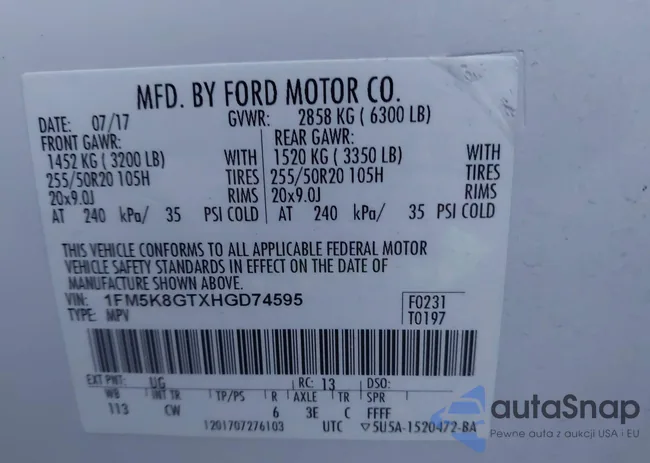 MFD. BY FORD MOTOR CO.
DATE: 07/17 GVWR: 2858 KG ( 6300 LB)
FRONT GAWR: REAR GAWR:
1452 KG ( 3200 LB) WITH 1520 KG ( 3350 LB) WITH
255/50R20 105H TIRES 255/50R20 105H TIRES
20x9.0J RIMS 20x9.0J RIMS
AT 240 kPa/ 35 PSI COLD AT 240 kPa/ 35 PSI COLD
THIS VEHICLE CONFORMS TO ALL APPLICABLE FEDERAL MOTOR
VEHICLE SAFETY STANDARDS IN EFFECT ON THE DATE OF
MANUFACTURE SHOWN ABOVE.
VIN: 1FM5K8GTXHGD74595 F0231
TYPE: MPV T0197
EXT PNT: UG RC: 13 DSO:
WB INT TR TP/PS R AXLE TR SPR
113 CW 6 3E C FFFF
1201707276103 UTC ▽5U5A-1520472-BA
autaSnap
Pewne auta z aukcji USA i EU